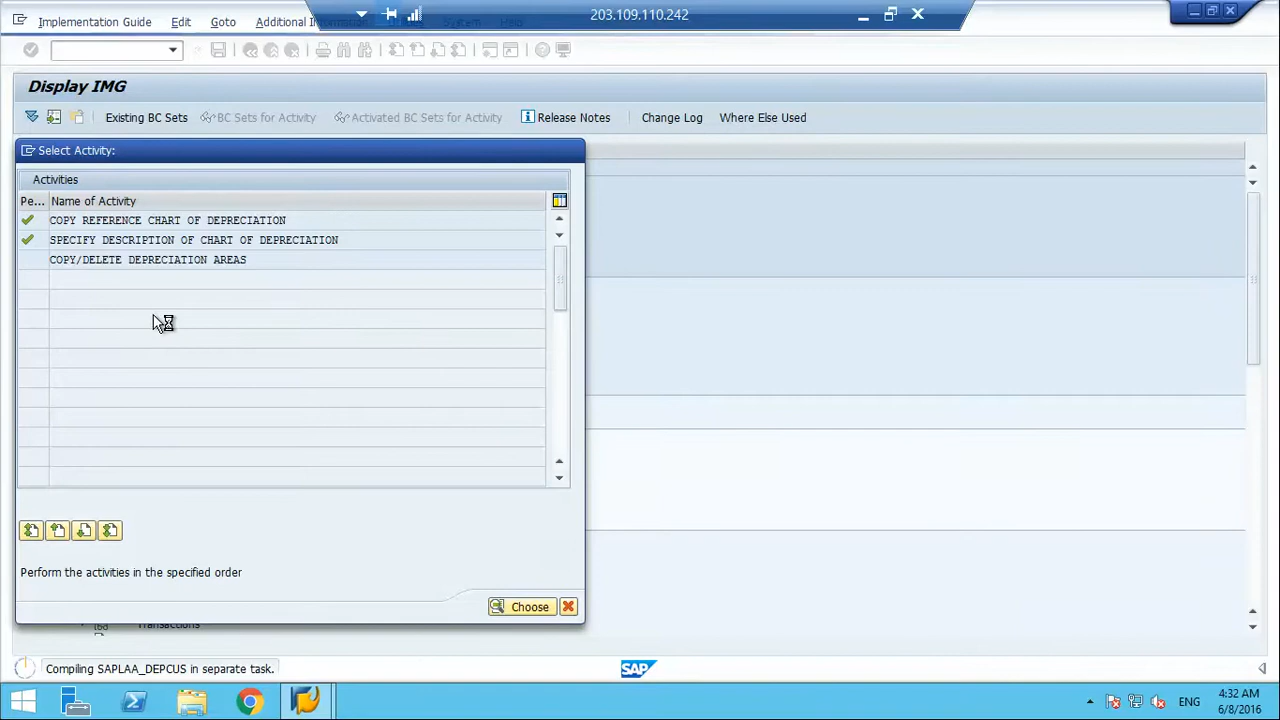 203.109.110.242
Implementation Guide Edit Goto Additional Information System Help
Display IMG
Existing BC Sets BC Sets for Activity Activated BC Sets for Activity Release Notes Change Log Where Else Used
Select Activity:
Activities
Pe... Name of Activity
COPY REFERENCE CHART OF DEPRECIATION
SPECIFY DESCRIPTION OF CHART OF DEPRECIATION
COPY/DELETE DEPRECIATION AREAS
Perform the activities in the specified order
Choose
Transactions
Compiling SAPLAA_DEPCUS in separate task.
SAP
ENG
4:32 AM
6/8/2016